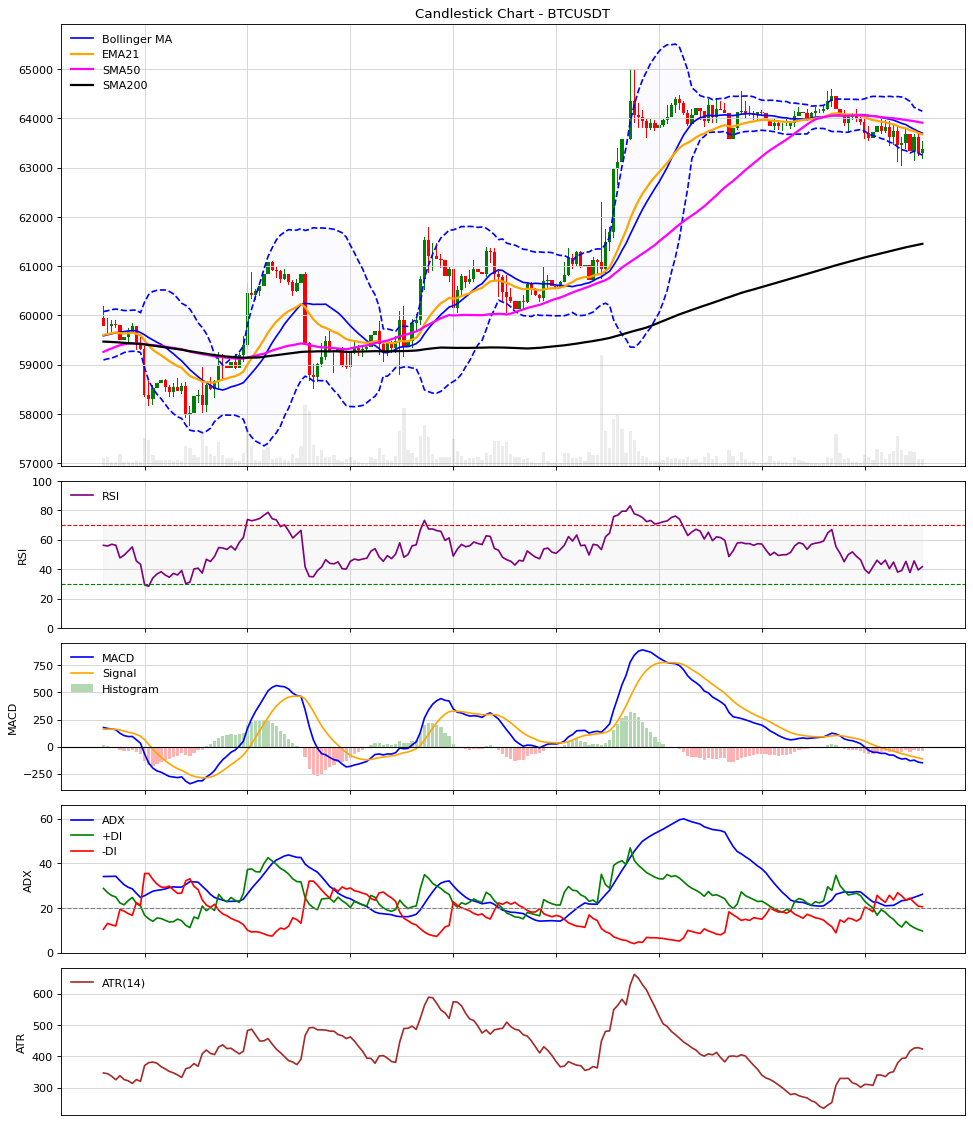 Candlestick Chart - BTCUSDT
Bollinger MA
EMA21
SMA50
SMA200
65000
64000
63000
62000
61000
60000
59000
58000
57000
RSI
RSI
100
80
60
40
20
0
MACD
Signal
Histogram
MACD
750
500
250
0
−250
ADX
+DI
-DI
ADX
60
40
20
0
ATR(14)
ATR
600
500
400
300